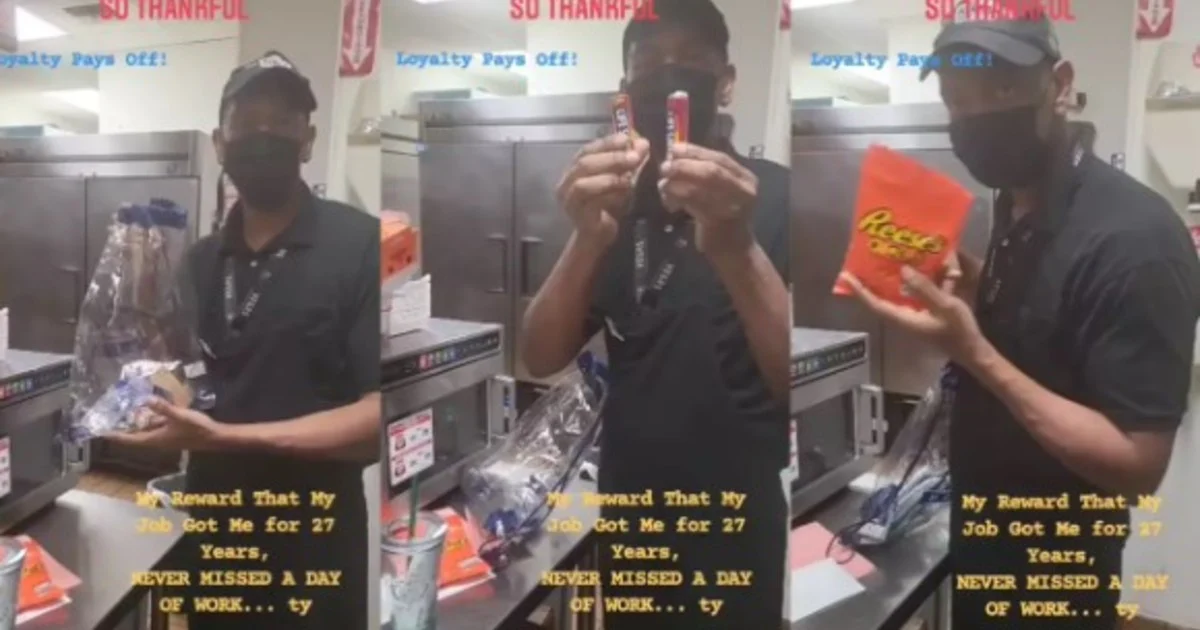 SO THANKFUL
oyalty Pays Off!
My Reward That My
Job Got Me for 27
Years,
NEVER MISSED A DAY
OF WORK... ty
SO THANKFUL
Loyalty Pays Off!
My Reward That My
Job Got Me for 27
Years,
NEVER MISSED A DAY
OF WORK... ty
SO THANKFUL
Loyalty Pays Off!
Reese's
My Reward That My
Job Got Me for 27
Years,
NEVER MISSED A DAY
OF WORK... ty